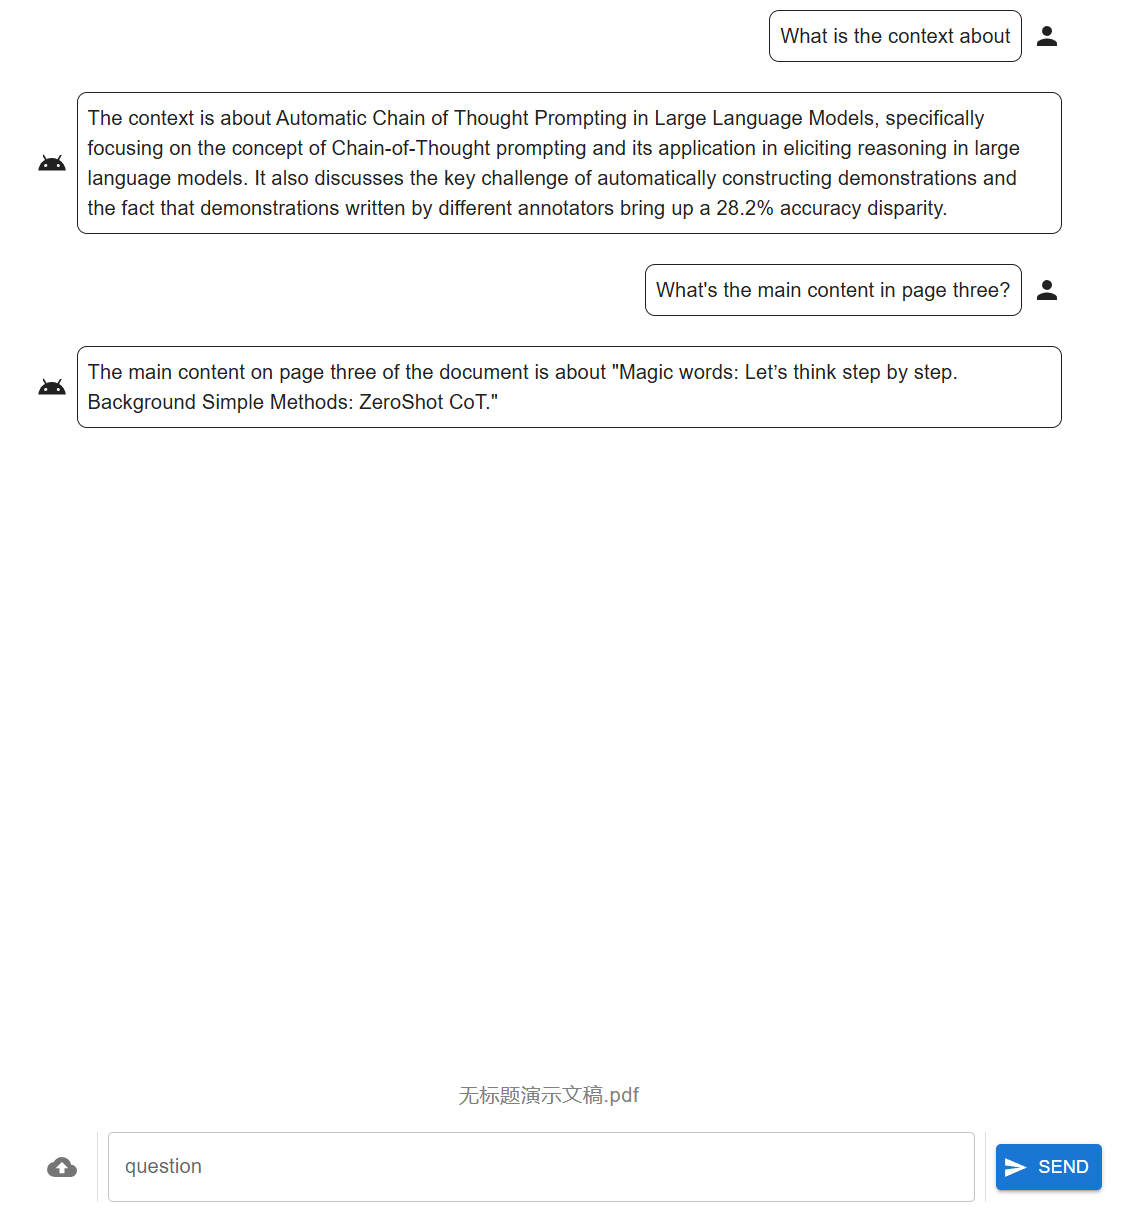 What is the context about
The context is about Automatic Chain of Thought Prompting in Large Language Models, specifically
focusing on the concept of Chain-of-Thought prompting and its application in eliciting reasoning in large
language models. It also discusses the key challenge of automatically constructing demonstrations and
the fact that demonstrations written by different annotators bring up a 28.2% accuracy disparity.
What's the main content in page three?
The main content on page three of the document is about "Magic words: Let’s think step by step.
Background Simple Methods: ZeroShot CoT."
无标题演示文稿.pdf
question
SEND